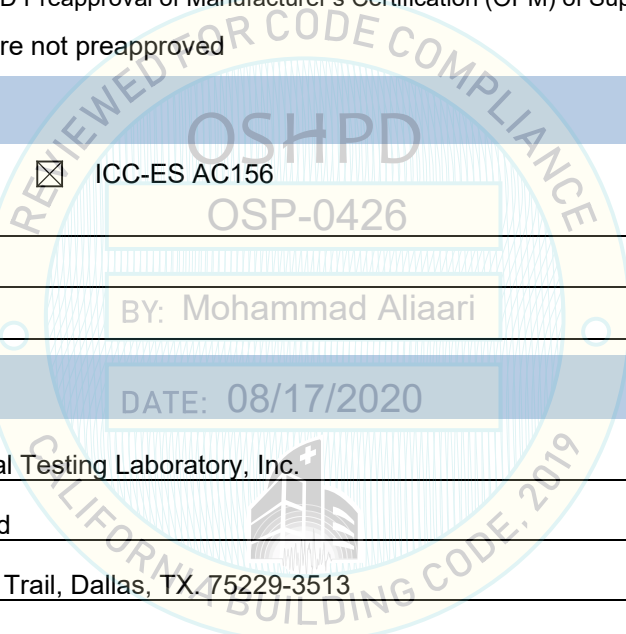 D Preapproval of Manufacturer's Certification (OPM) of Sup
re not preapproved
REVIEWED FOR CODE COMPLIANCE
OSHPD
☒ ICC-ES AC156
OSP-0426
BY: Mohammad Aliaari
DATE: 08/17/2020
al Testing Laboratory, Inc.
d
Trail, Dallas, TX. 75229-3513
CALIFORNIA BUILDING CODE, 2019